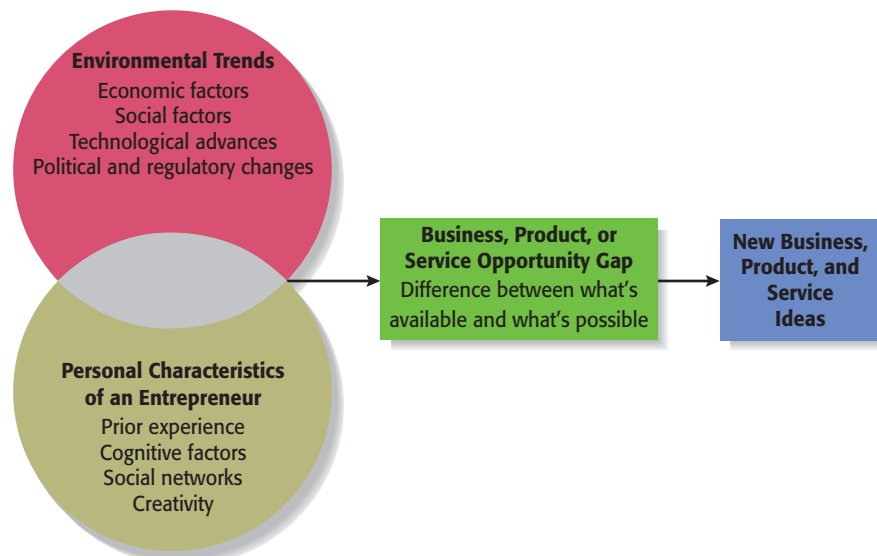 Environmental Trends
Economic factors
Social factors
Technological advances
Political and regulatory changes
Business, Product, or
Service Opportunity Gap
Difference between what's
available and what's possible
New Business,
Product, and
Service
Ideas
Personal Characteristics
of an Entrepreneur
Prior experience
Cognitive factors
Social networks
Creativity